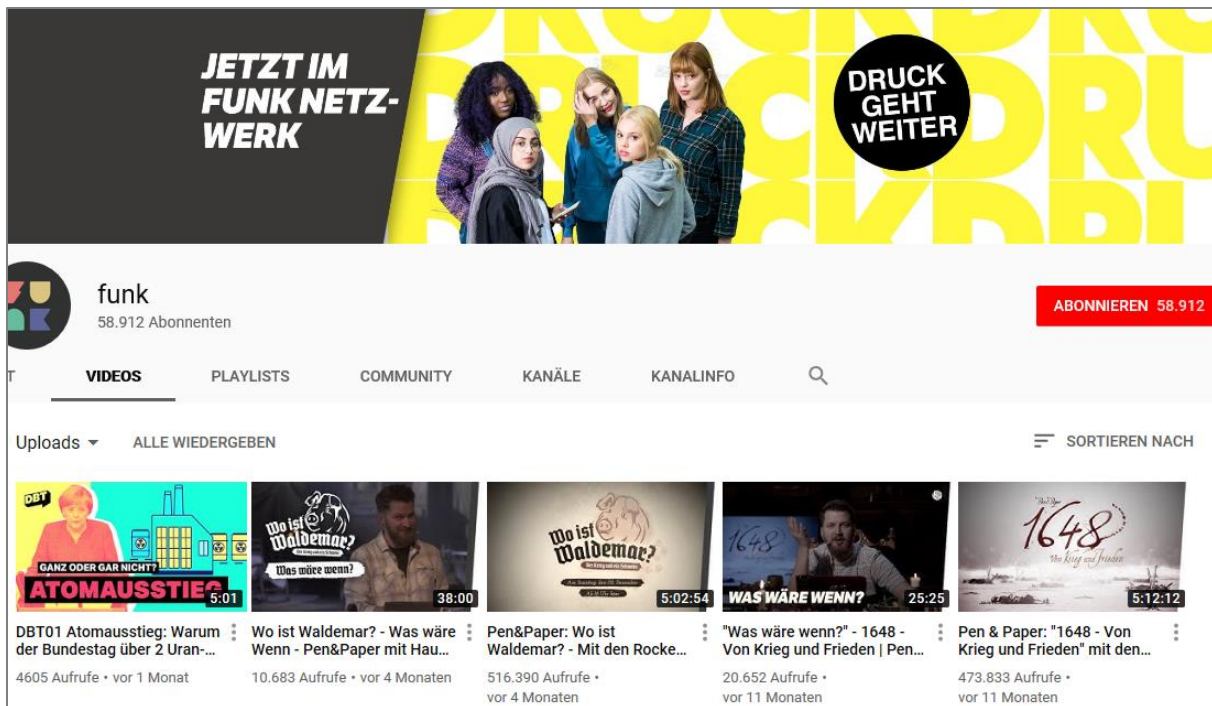 JETZT IM
FUNK NETZ-
WERK
DRUCK
GEHT
WEITER
funk
58.912 Abonnenten
ABONNIEREN 58.912
T VIDEOS PLAYLISTS COMMUNITY KANÄLE KANALINFO
Uploads ALLE WIEDERGEBEN SORTIEREN NACH
DBT
GANZ ODER GAR NICHT?
ATOMAUSSTIEG
5:01
Wo ist
Waldemar?
Was wäre wenn?
38:00
Wo ist
Waldemar?
5:02:54
1648
WAS WÄRE WENN?
25:25
1648
Von Krieg und Frieden
5:12:12
DBT01 Atomausstieg: Warum
der Bundestag über 2 Uran-...
4605 Aufrufe • vor 1 Monat
Wo ist Waldemar? - Was wäre
Wenn - Pen&Paper mit Hau...
10.683 Aufrufe • vor 4 Monaten
Pen&Paper: Wo ist
Waldemar? - Mit den Rocke...
516.390 Aufrufe •
vor 4 Monaten
"Was wäre wenn?" - 1648 -
Von Krieg und Frieden | Pen...
20.652 Aufrufe •
vor 11 Monaten
Pen & Paper: "1648 - Von
Krieg und Frieden" mit den...
473.833 Aufrufe •
vor 11 Monaten